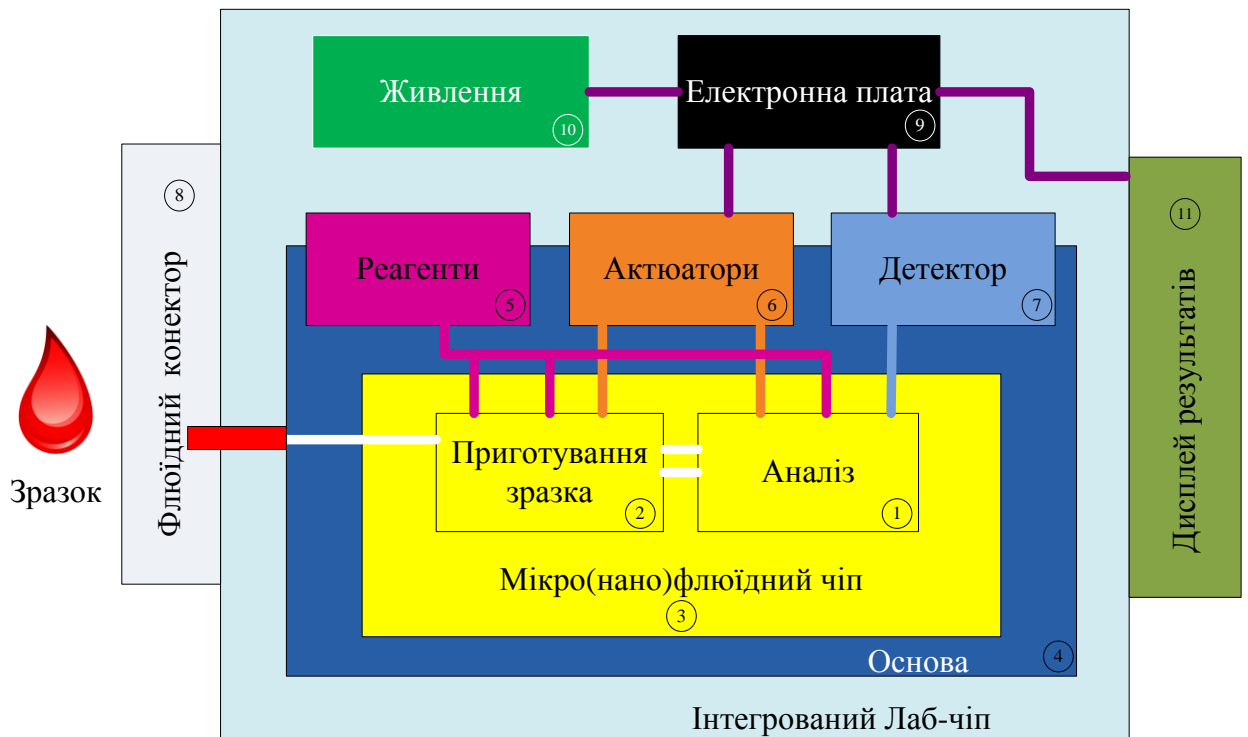 Живлення
10
Електронна плата
9
8
Флюїдний конектор
11
Дисплей результатів
Реагенти
5
Актюатори
6
Детектор
7
Зразок
Приготування
зразка
2
Аналіз
1
Мікро(нано)флюїдний чіп
3
Основа
4
Інтегрований Лаб-чіп